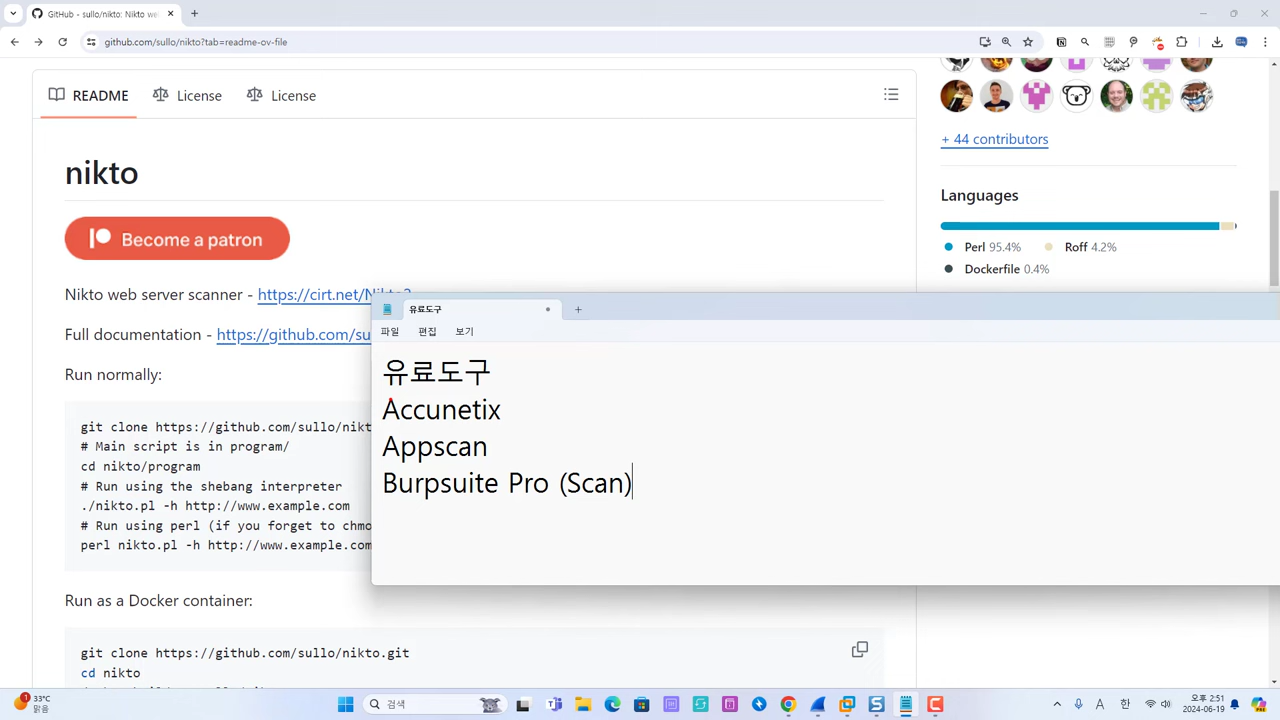 GitHub - sullo/nikto: Nikto we
github.com/sullo/nikto?tab=readme-ov-file
README
License
License
+ 44 contributors
nikto
Become a patron
Languages
Perl 95.4%
Roff 4.2%
Dockerfile 0.4%
Nikto web server scanner - https://cirt.net/Nikto2
Full documentation - https://github.com/su
Run normally:
git clone https://github.com/sullo/nikt
# Main script is in program/
cd nikto/program
# Run using the shebang interpreter
./nikto.pl -h http://www.example.com
# Run using perl (if you forget to chmo
perl nikto.pl -h http://www.example.com
Run as a Docker container:
git clone https://github.com/sullo/nikto.git
cd nikto
유료도구
파일
편집
보기
유료도구
Accunetix
Appscan
Burpsuite Pro (Scan)
1
33°C
맑음
검색
A
한
오후 2:51
2024-06-19